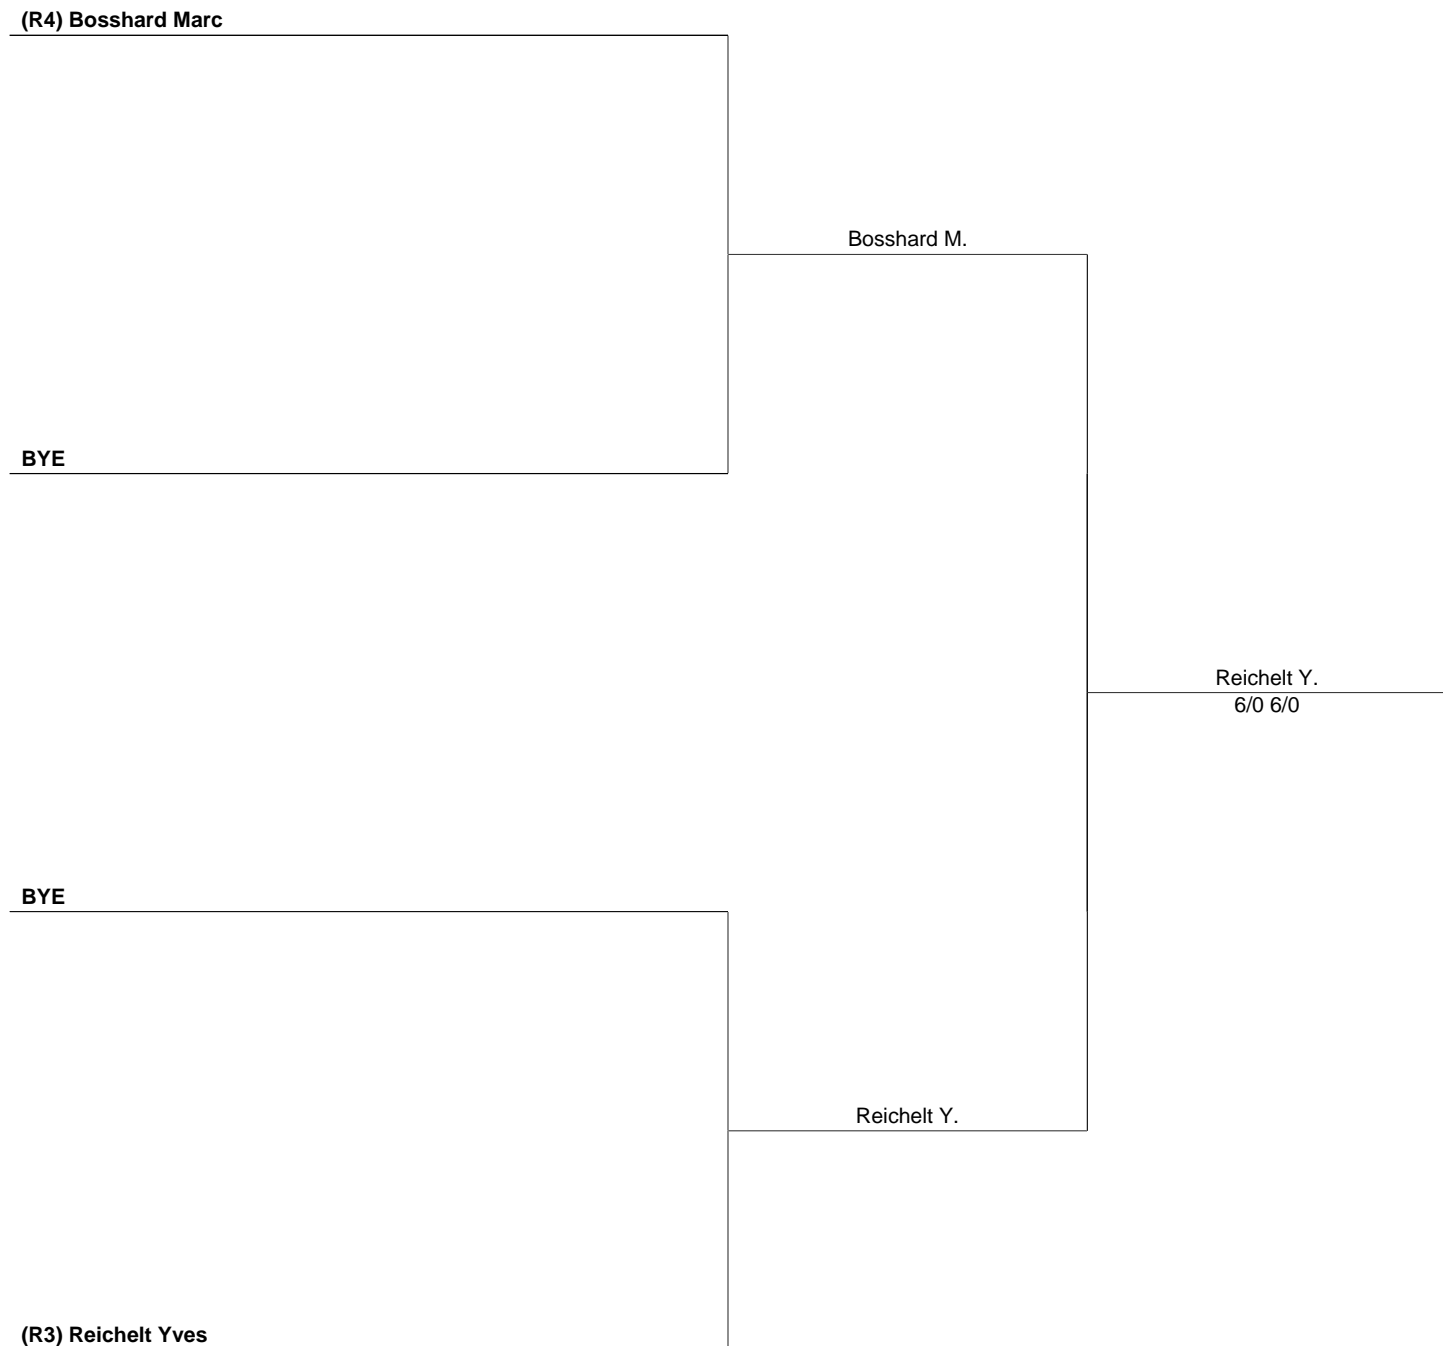 (R4) Bosshard Marc
Bosshard M.
BYE
Reichelt Y.
6/0 6/0
BYE
Reichelt Y.
(R3) Reichelt Yves